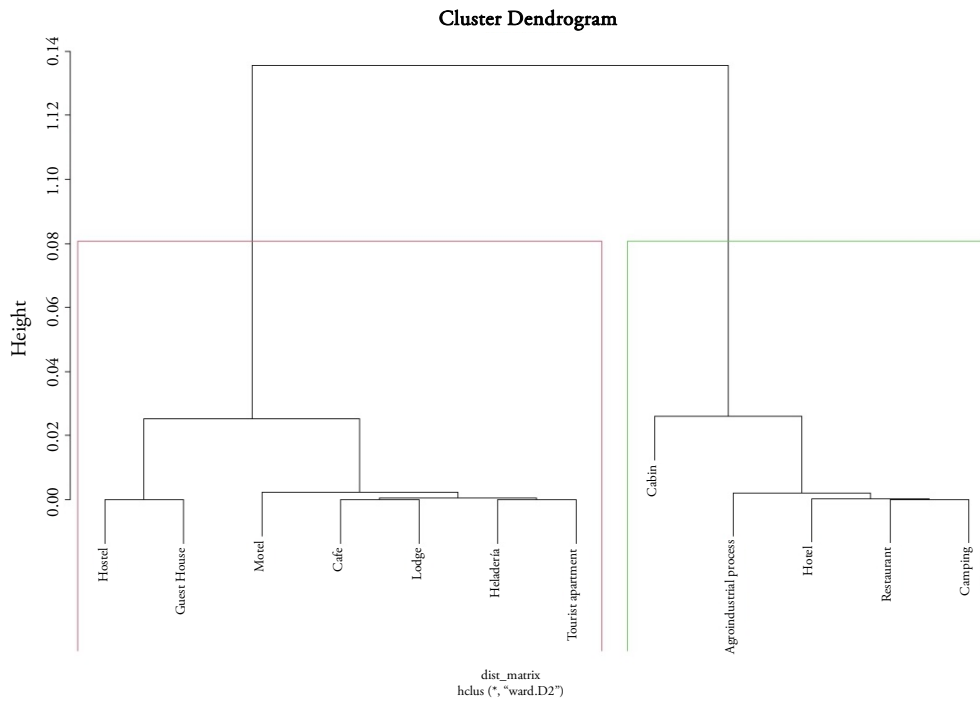 Cluster Dendrogram
Height
0.14
1.12
1.10
0.08
0.06
0.04
0.02
0.00
Hostel
Guest House
Motel
Cafe
Lodge
Heladería
Tourist apartment
Cabin
Agroindustrial process
Hotel
Restaurant
Camping
dist_matrix
hclus (*, “ward.D2”)